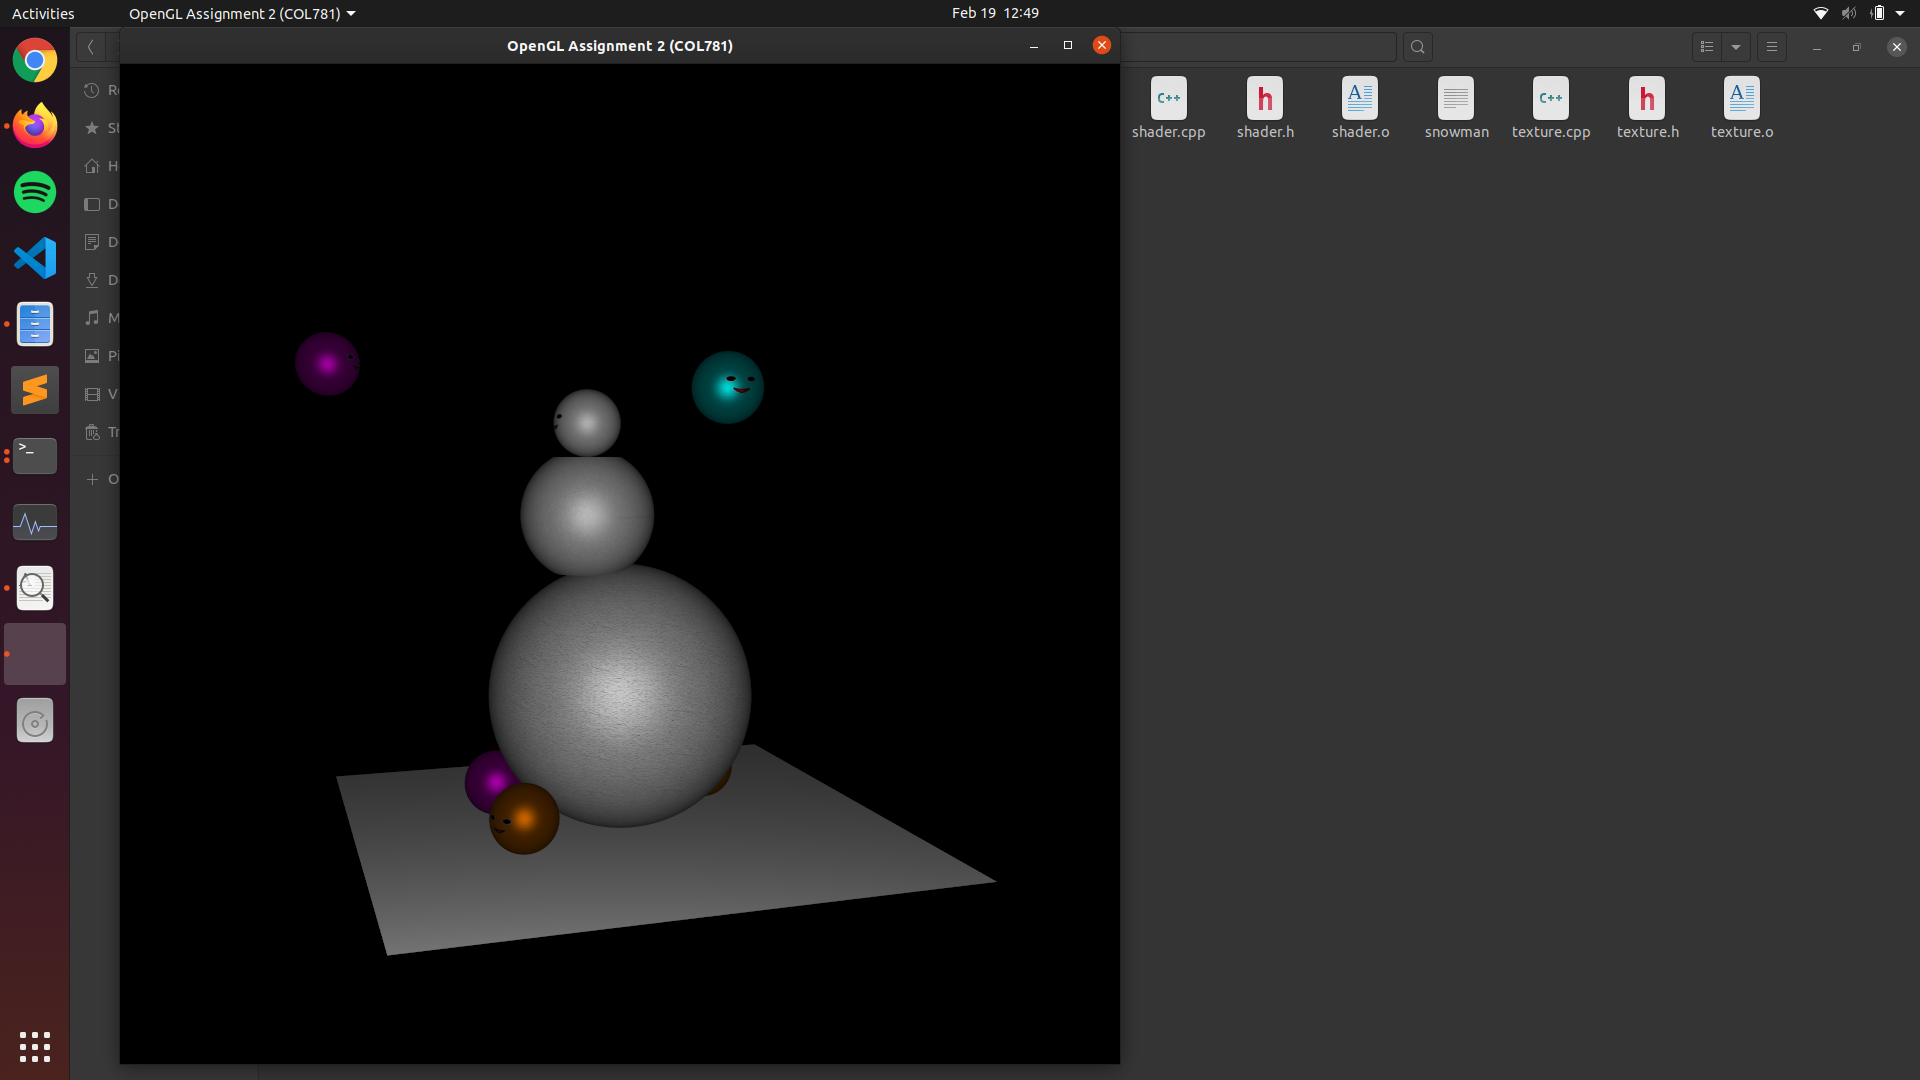 Activities
OpenGL Assignment 2 (COL781)
Feb 19 12:49
OpenGL Assignment 2 (COL781)
shader.cpp
shader.h
shader.o
snowman
texture.cpp
texture.h
texture.o
C++
h
A
C++
h
A
R
St
H
D
D
D
M
Pi
V
Tr
O
>_